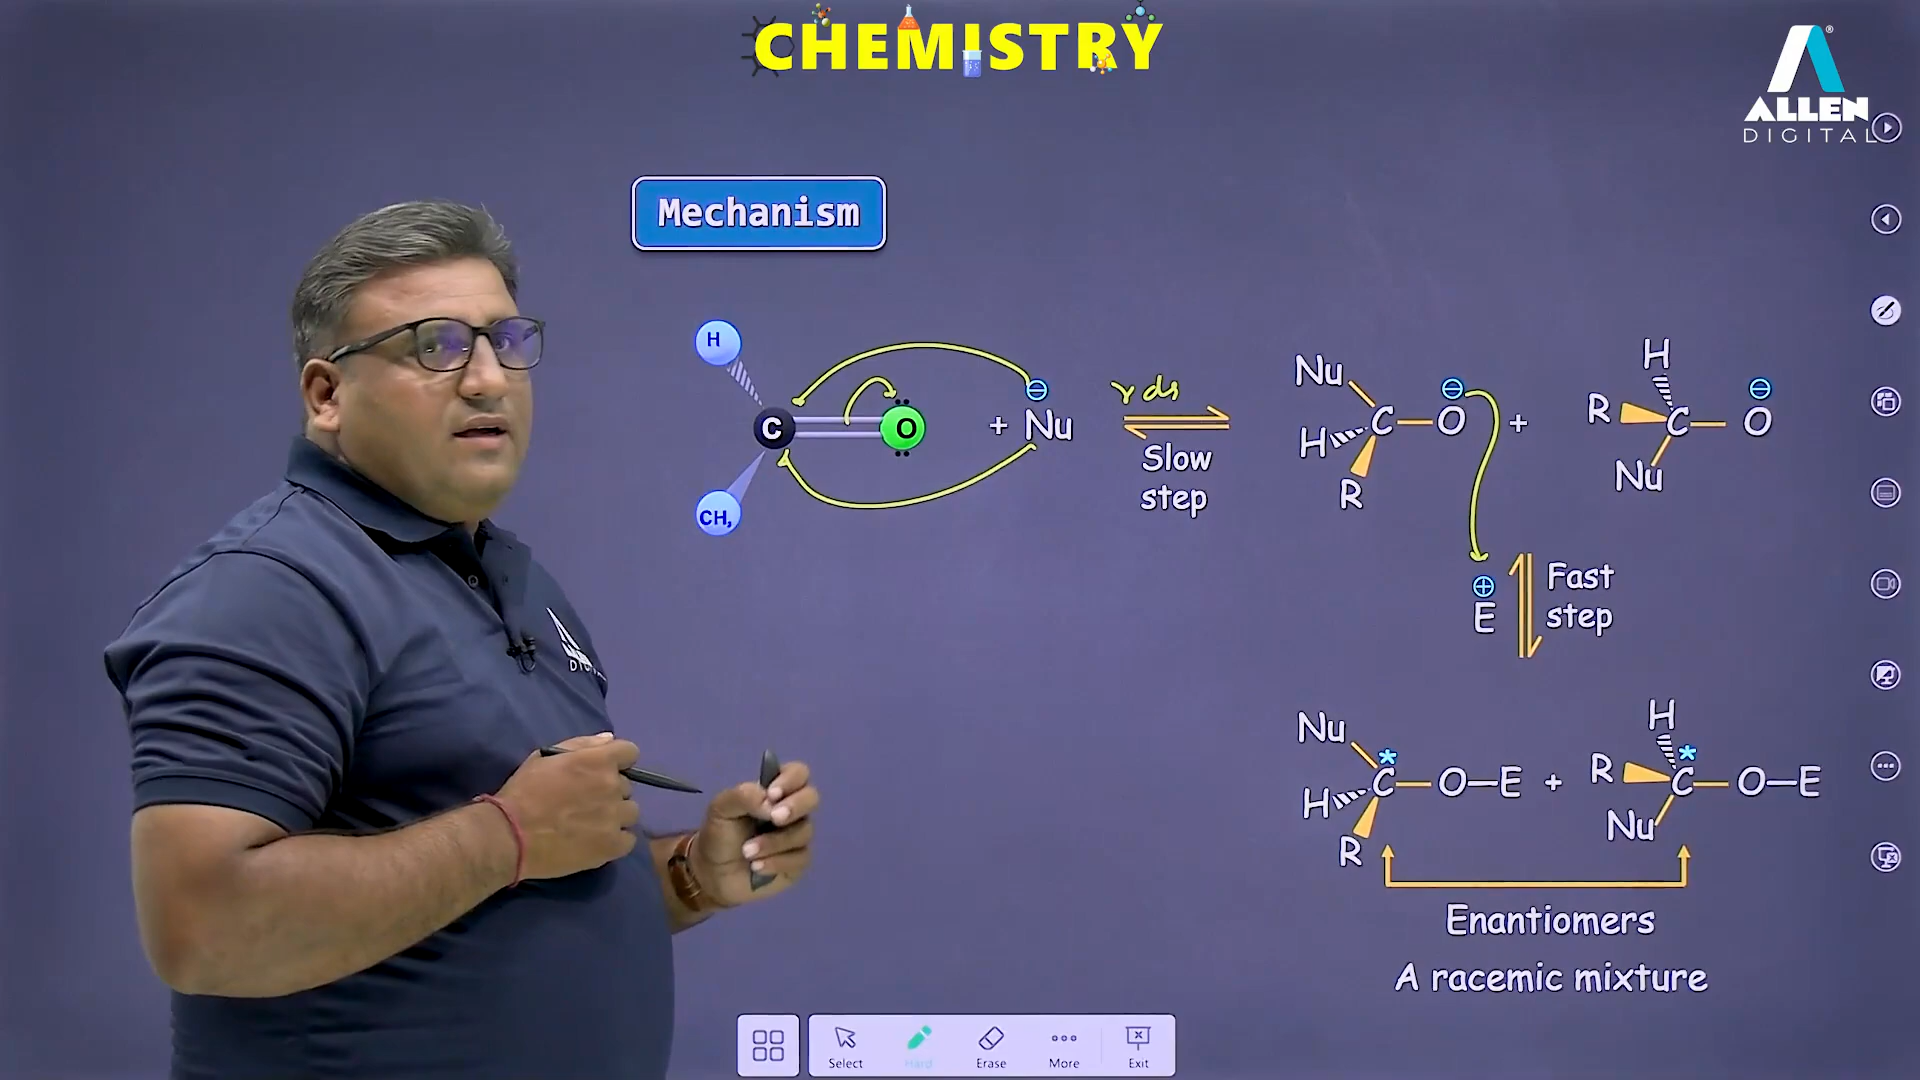 CHEMISTRY
ALLEN
DIGITAL
Mechanism
H
C O + Nu ⊖
CH₃
rds
Slow
step
Nu
C — O ⊖
H
R
+
H
R C — O ⊖
Nu
⊕
E
Fast
step
Nu
* C — O—E
H
R
+
H
R * C — O—E
Nu
Enantiomers
A racemic mixture
Select
Hard
Erase
More
Exit